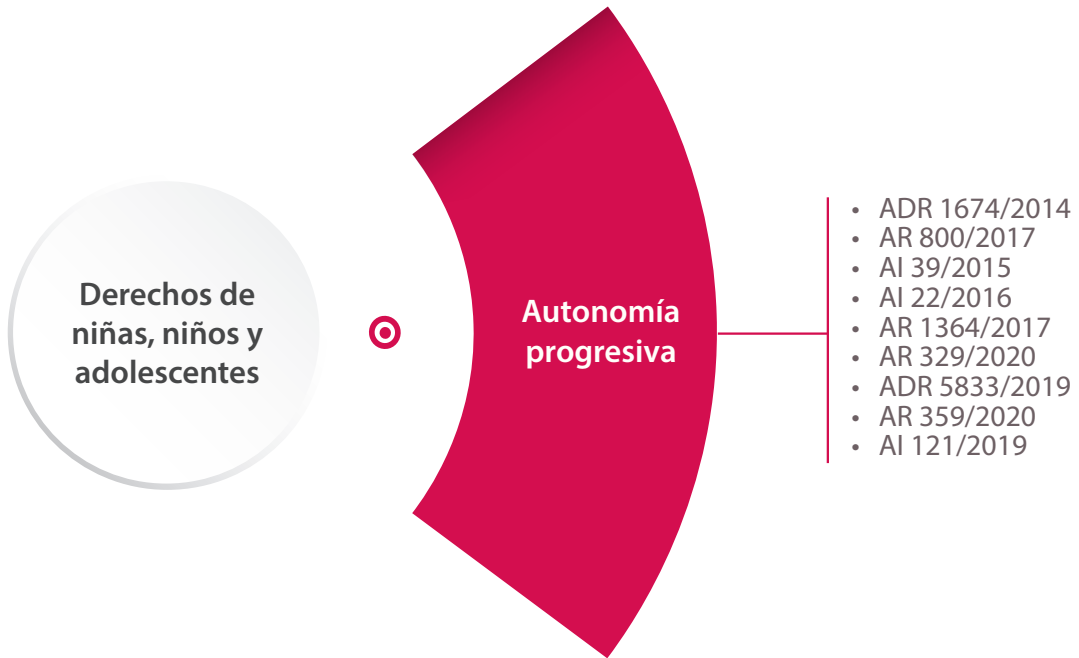 Derechos de
niñas, niños y
adolescentes
Autonomía
progresiva
• ADR 1674/2014
• AR 800/2017
• AI 39/2015
• AI 22/2016
• AR 1364/2017
• AR 329/2020
• ADR 5833/2019
• AR 359/2020
• AI 121/2019